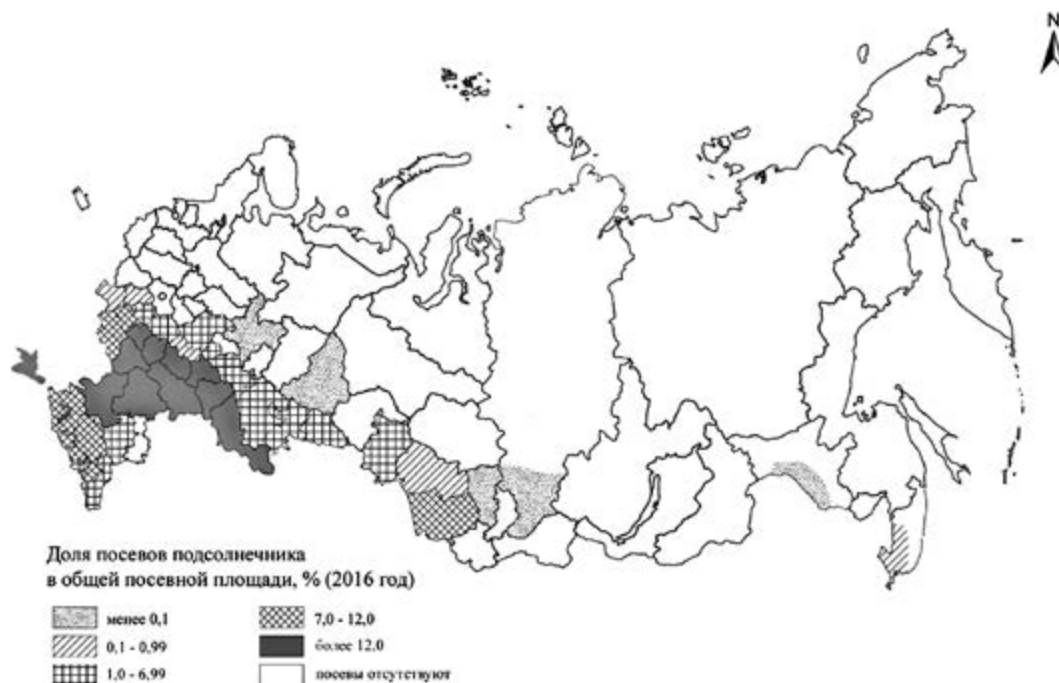 N
Доля посевов подсолнечника
в общей посевной площади, % (2016 год)
менее 0,1
0,1 - 0,99
1,0 - 6,99
7,0 - 12,0
более 12,0
посевы отсутствуют